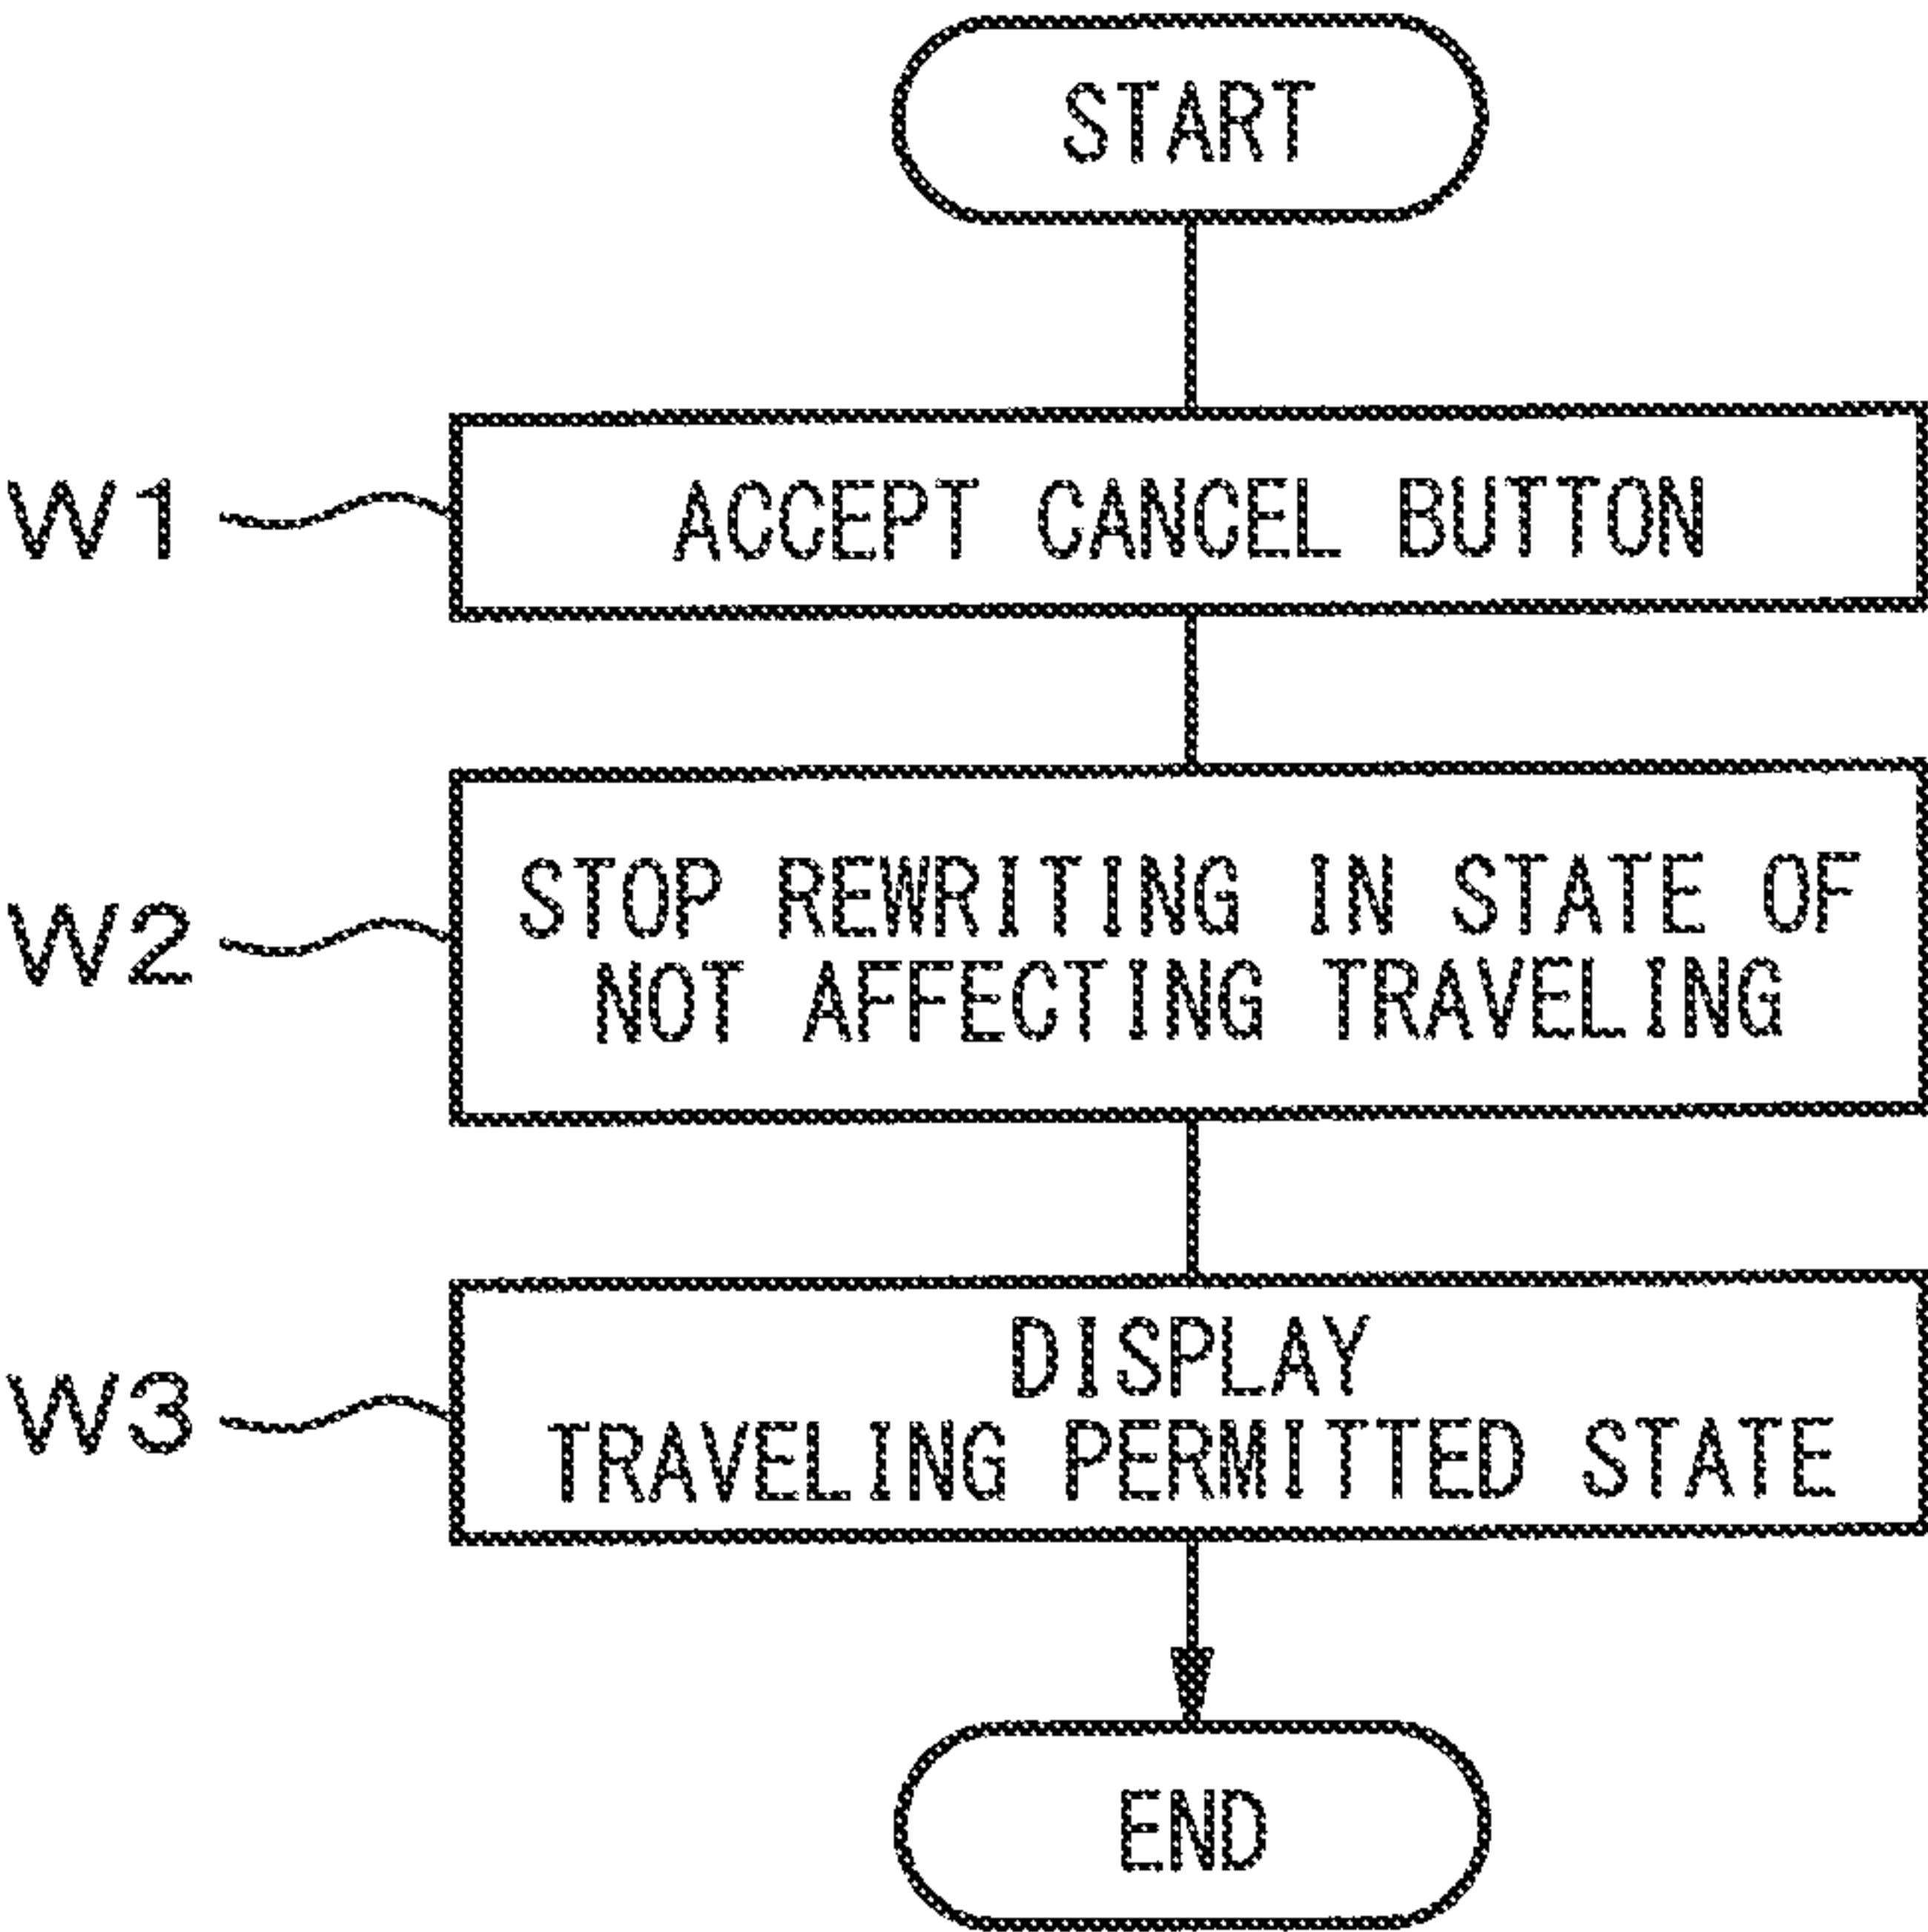 START
W1
ACCEPT CANCEL BUTTON
W2
STOP REWRITING IN STATE OF
NOT AFFECTING TRAVELING
W3
DISPLAY
TRAVELING PERMITTED STATE
END